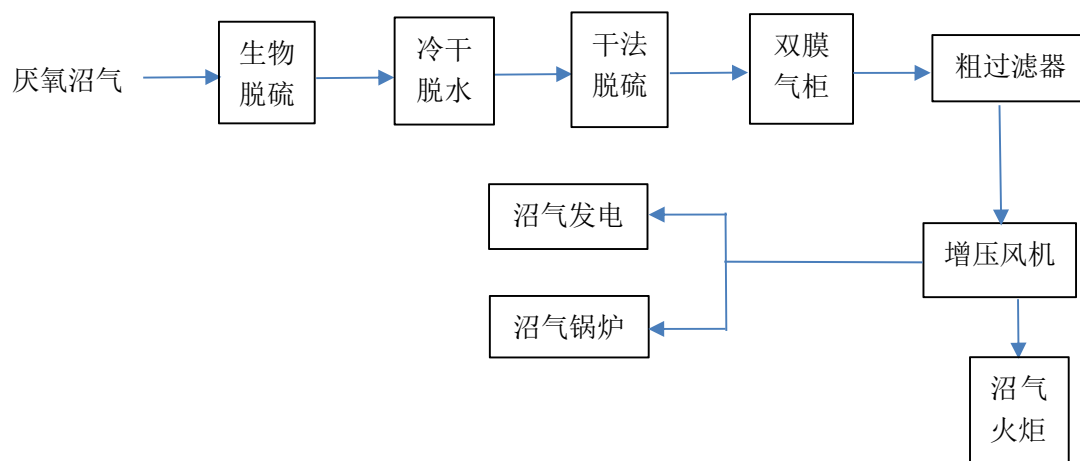 厌氧沼气
生物
脱硫
冷干
脱水
干法
脱硫
双膜
气柜
粗过滤器
沼气发电
增压风机
沼气锅炉
沼气
火炬